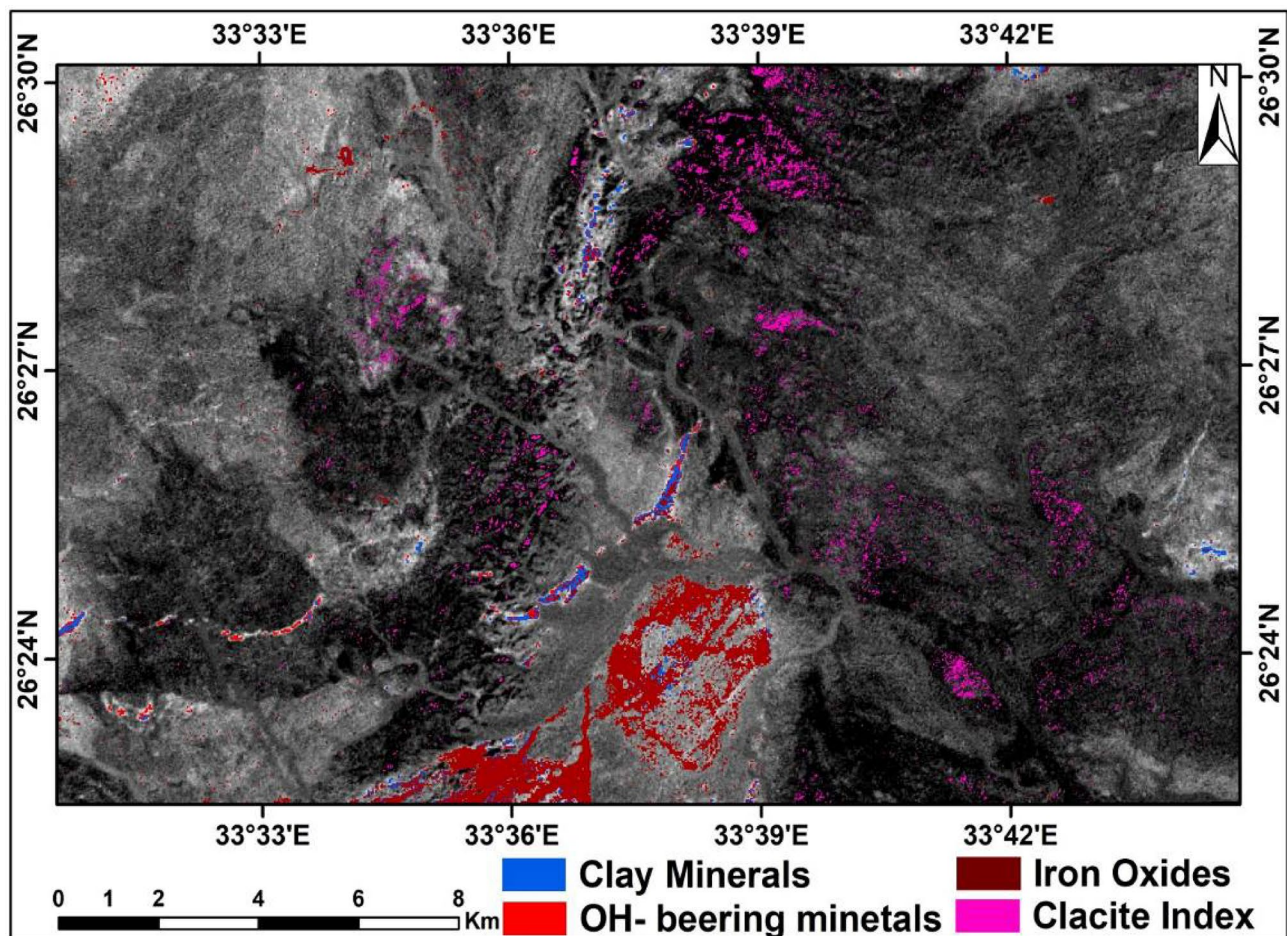 33°33'E 33°36'E 33°39'E 33°42'E
26°30'N 26°30'N
N
26°27'N 26°27'N
26°24'N 26°24'N
33°33'E 33°36'E 33°39'E 33°42'E
Clay Minerals Iron Oxides
0 1 2 4 6 8
Km
OH- beering minetals Clacite Index